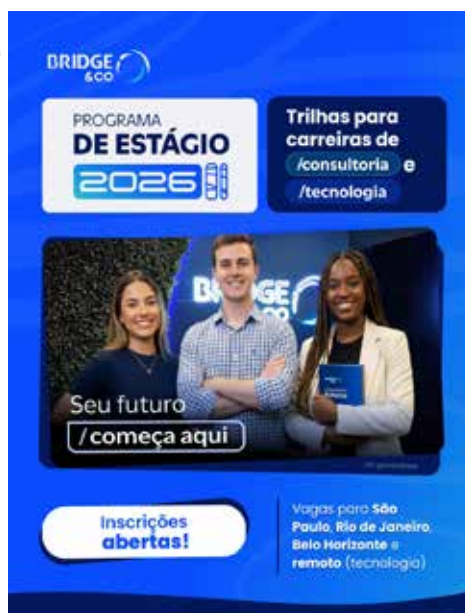 BRIDGE
&CO
PROGRAMA
DE ESTÁGIO
2026
Trilhas para
carreiras de
/consultoria e
/tecnologia
BRIDGE
&CO
Seu futuro
/começa aqui
Inscrições
abertas!
Vagas para São
Paulo, Rio de Janeiro,
Belo Horizonte e
remoto (tecnologia)